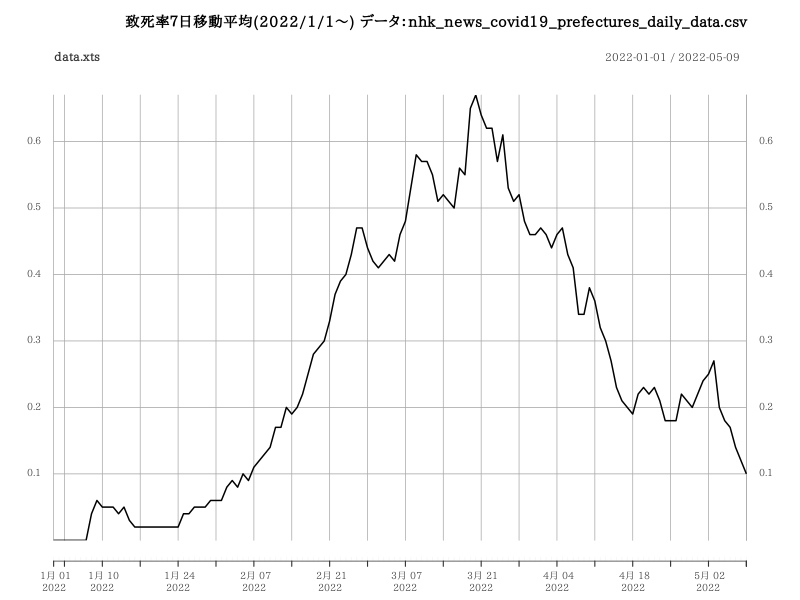 致死率7日移動平均(2022/1/1～) データ:nhk_news_covid19_prefectures_daily_data.csv
data.xts 2022-01-01 / 2022-05-09
0.6 0.6
0.5 0.5
0.4 0.4
0.3 0.3
0.2 0.2
0.1 0.1
1月 01 1月 10 1月 24 2月 07 2月 21 3月 07 3月 21 4月 04 4月 18 5月 02
2022 2022 2022 2022 2022 2022 2022 2022 2022 2022